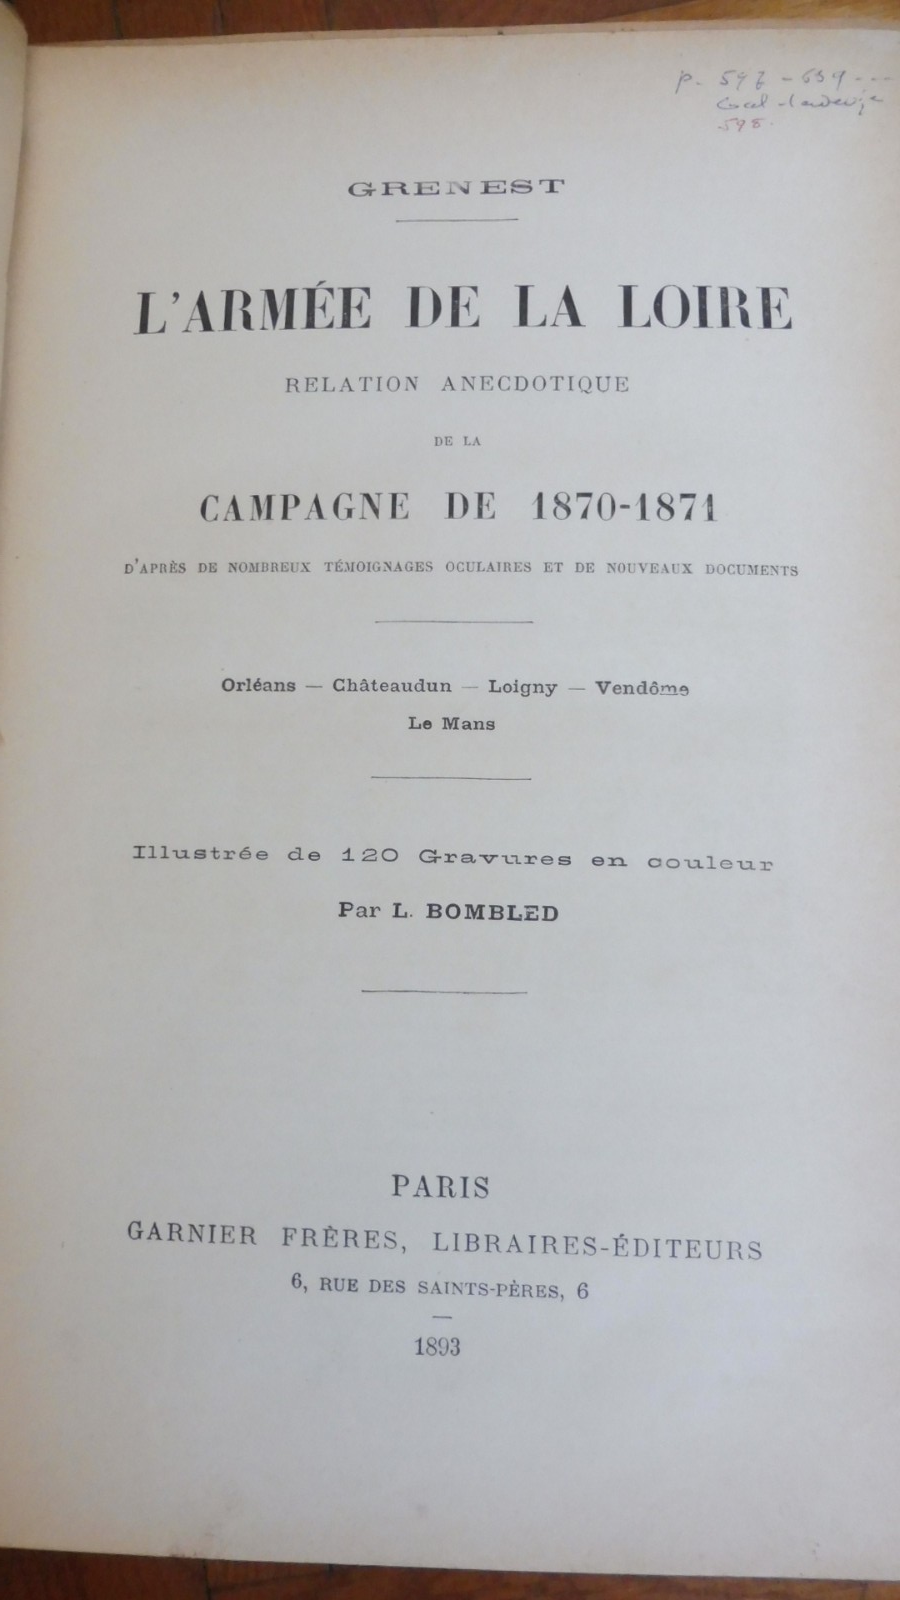 GRENEST
L'ARMÉE DE LA LOIRE
RELATION ANECDOTIQUE
DE LA
CAMPAGNE DE 1870-1871
D'APRÈS DE NOMBREUX TÉMOIGNAGES OCULAIRES ET DE NOUVEAUX DOCUMENTS
Orléans — Châteaudun — Loigny — Vendôme
Le Mans
Illustrée de 120 Gravures en couleur
Par L. BOMBLED
PARIS
GARNIER FRÈRES, LIBRAIRES-ÉDITEURS
6, RUE DES SAINTS-PÈRES, 6
1893